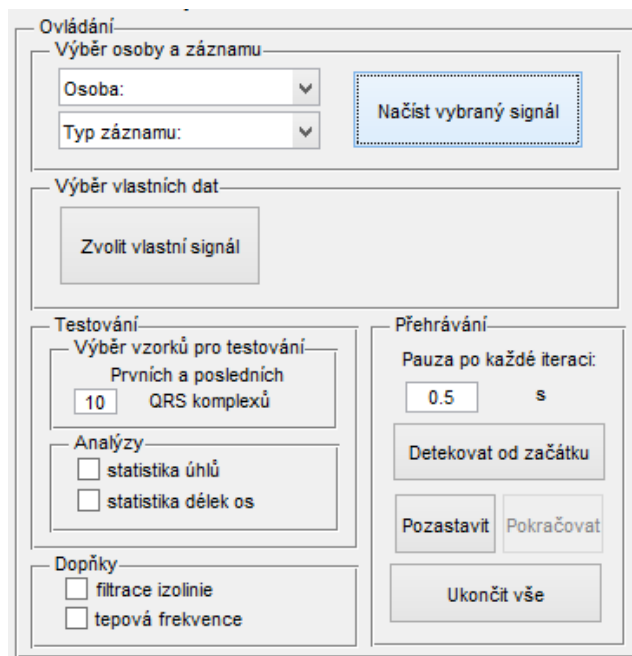 Ovládání
Výběr osoby a záznamu
Osoba:
Typ záznamu:
Načíst vybraný signál
Výběr vlastních dat
Zvolit vlastní signál
Testování
Výběr vzorků pro testování
Prvních a posledních
10 QRS komplexů
Analýzy
statistika úhlů
statistika délek os
Dopňky
filtrace izolinie
tepová frekvence
Přehrávání
Pauza po každé iteraci:
0.5 s
Detekovat od začátku
Pozastavit Pokračovat
Ukončit vše